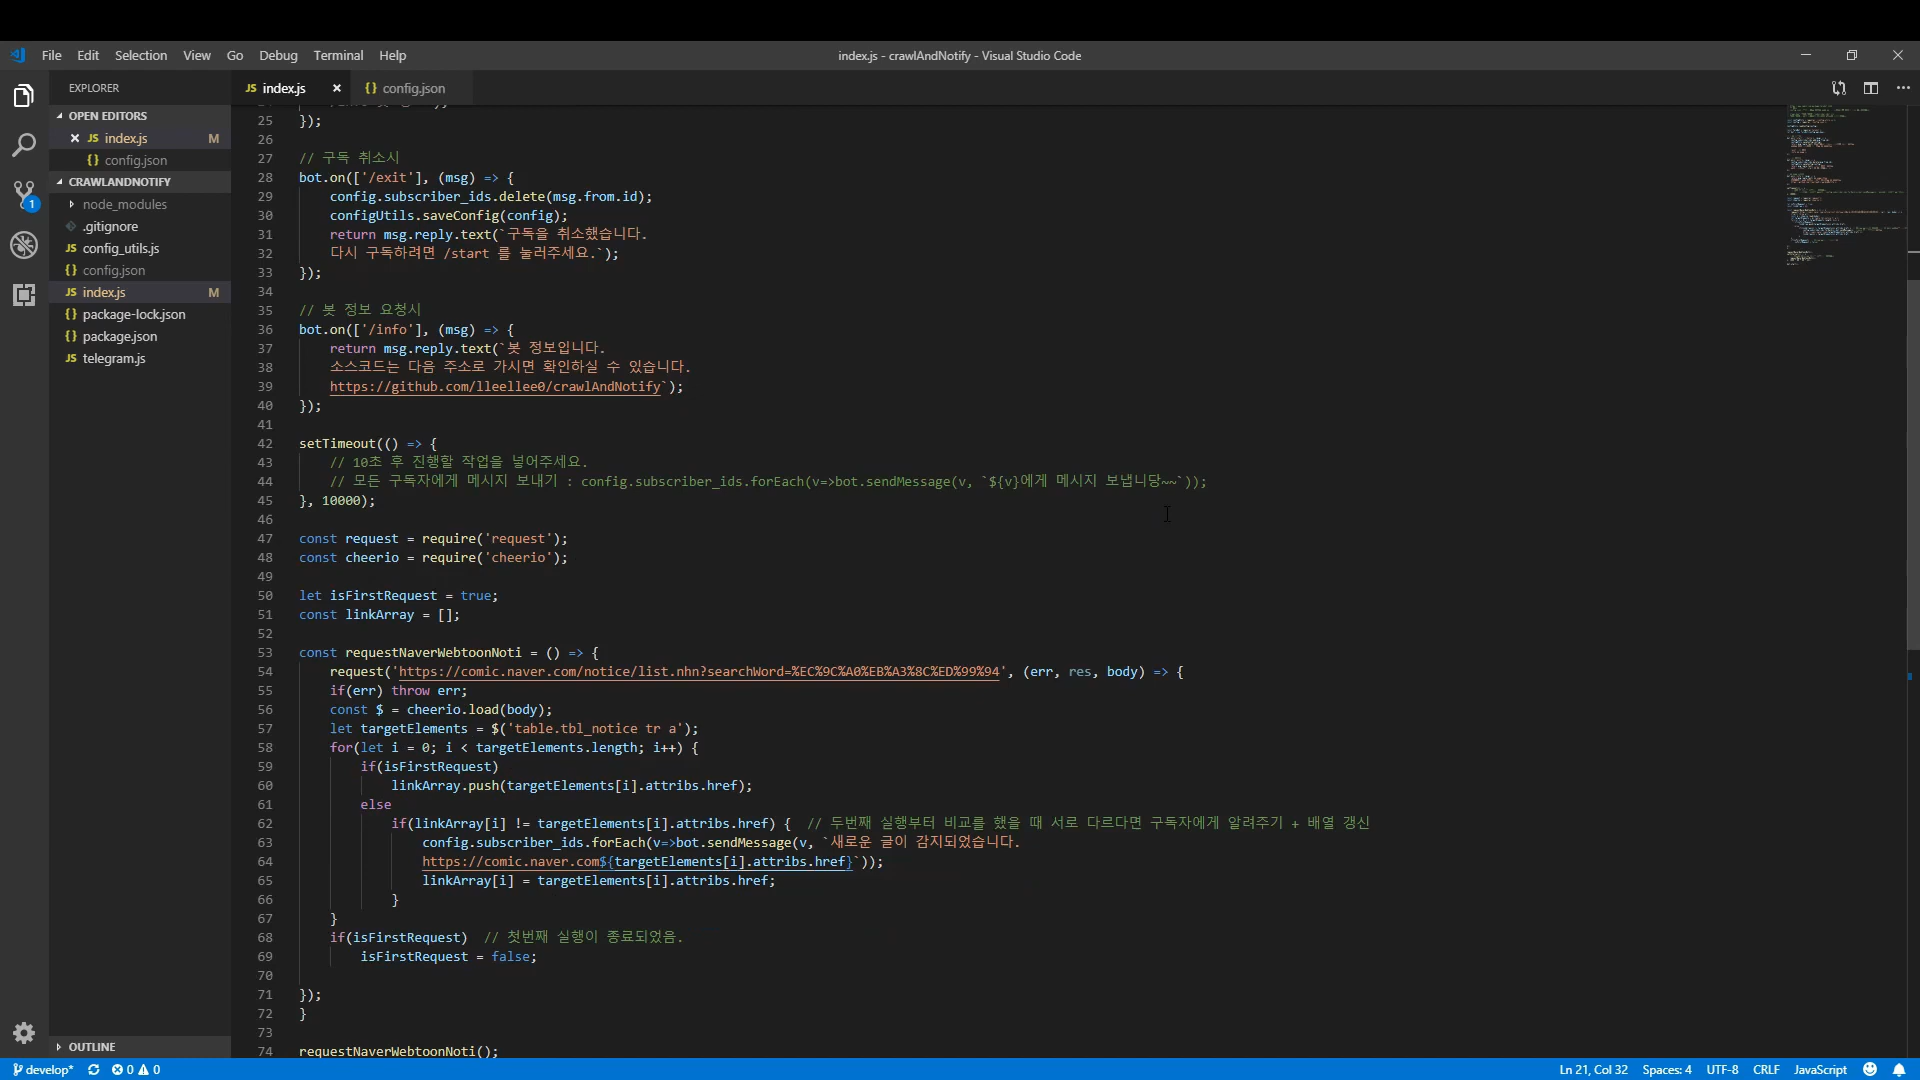 File Edit Selection View Go Debug Terminal Help
index.js - crawlAndNotify - Visual Studio Code
EXPLORER
OPEN EDITORS
JS index.js M
{} config.json
CRAWLANDNOTIFY
node_modules
.gitignore
JS config_utils.js
{} config.json
JS index.js M
{} package-lock.json
{} package.json
JS telegram.js
OUTLINE
JS index.js × {} config.json
25 });
26
27 // 구독 취소시
28 bot.on(['/exit'], (msg) => {
29 config.subscriber_ids.delete(msg.from.id);
30 configUtils.saveConfig(config);
31 return msg.reply.text(`구독을 취소했습니다.
32 다시 구독하려면 /start 를 눌러주세요.`);
33 });
34
35 // 봇 정보 요청시
36 bot.on(['/info'], (msg) => {
37 return msg.reply.text(`봇 정보입니다.
38 소스코드는 다음 주소로 가시면 확인하실 수 있습니다.
39 https://github.com/lleellee0/crawlAndNotify`);
40 });
41
42 setTimeout(() => {
43 // 10초 후 진행할 작업을 넣어주세요.
44 // 모든 구독자에게 메시지 보내기 : config.subscriber_ids.forEach(v=>bot.sendMessage(v, `${v}에게 메시지 보냅니당~~`));
45 }, 10000);
46
47 const request = require('request');
48 const cheerio = require('cheerio');
49
50 let isFirstRequest = true;
51 const linkArray = [];
52
53 const requestNaverWebtoonNoti = () => {
54 request('https://comic.naver.com/notice/list.nhn?searchWord=%EC%9C%A0%EB%A3%8C%ED%99%94', (err, res, body) => {
55 if(err) throw err;
56 const $ = cheerio.load(body);
57 let targetElements = $('table.tbl_notice tr a');
58 for(let i = 0; i < targetElements.length; i++) {
59 if(isFirstRequest)
60 linkArray.push(targetElements[i].attribs.href);
61 else
62 if(linkArray[i] != targetElements[i].attribs.href) { // 두번째 실행부터 비교를 했을 때 서로 다르다면 구독자에게 알려주기 + 배열 갱신
63 config.subscriber_ids.forEach(v=>bot.sendMessage(v, `새로운 글이 감지되었습니다.
64 https://comic.naver.com${targetElements[i].attribs.href}`));
65 linkArray[i] = targetElements[i].attribs.href;
66 }
67 }
68 if(isFirstRequest) // 첫번째 실행이 종료되었음.
69 isFirstRequest = false;
70
71 });
72 }
73
74 requestNaverWebtoonNoti();
develop* 0 0 Ln 21, Col 32 Spaces: 4 UTF-8 CRLF JavaScript